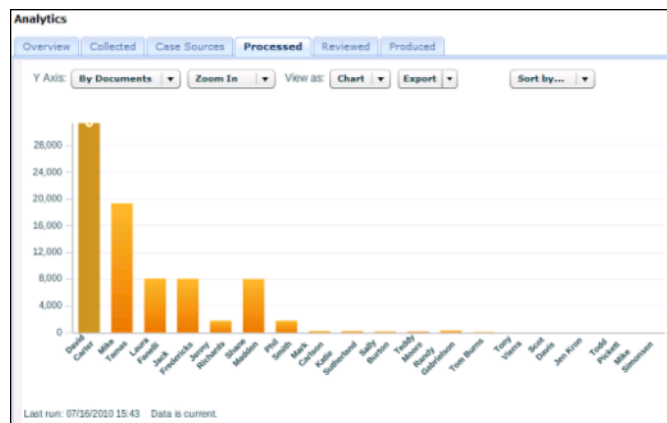 Analytics
Overview Collected Case Sources Processed Reviewed Produced
Y Axis: By Documents Zoom In View as: Chart Export Sort by...
28,000
24,000
20,000
16,000
12,000
8,000
4,000
0
David Carter
Mike Tamas
Laura Fanelli
Jack Fredericks
Jenny Richards
Shane Madden
Phil Smith
Mark Carlson
Katie Sutherland
Sally Burton
Teddy Moore
Randy Gabrielson
Tom Burns
Tony Vierra
Scot Davis
Jen Kron
Todd Pickett
Mike Simonsen
Last run: 07/16/2010 15:43 Data is current.